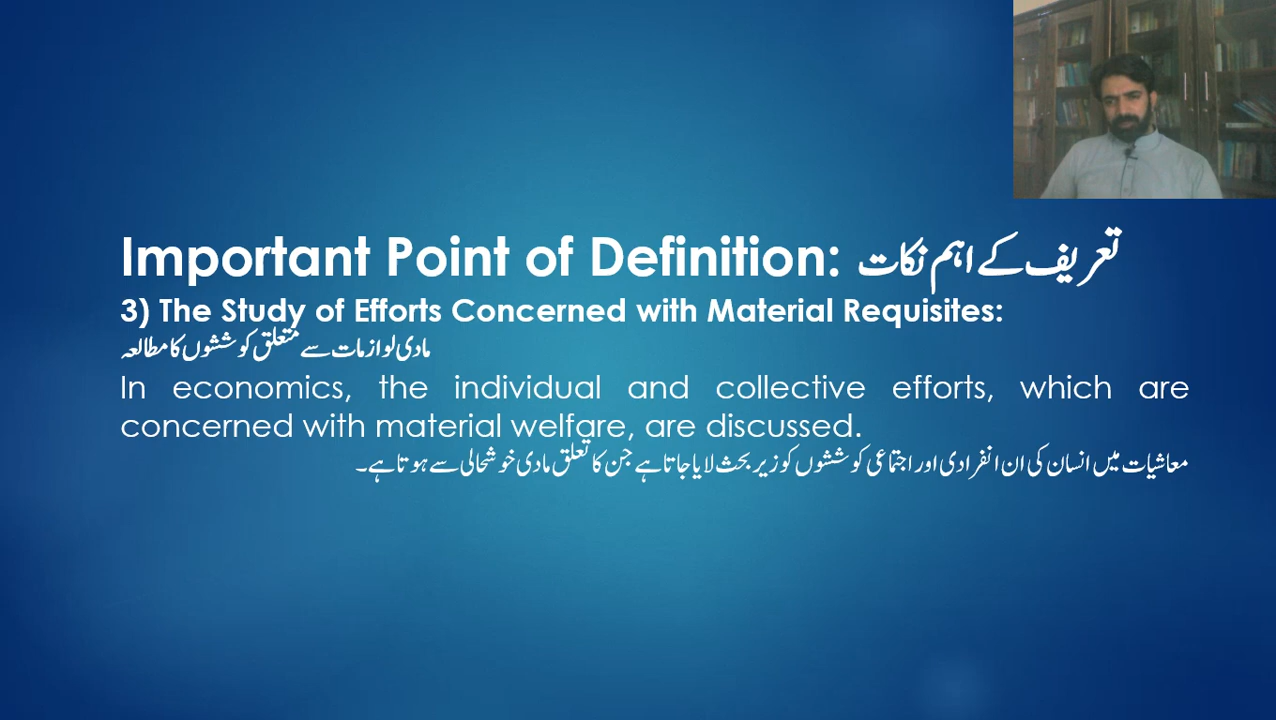 Important Point of Definition: تعریف کے اہم نکات
3) The Study of Efforts Concerned with Material Requisites:
مادی لوازمات سے متعلق کوششوں کا مطالعہ
In economics, the individual and collective efforts, which are
concerned with material welfare, are discussed.
معاشیات میں انسان کی ان انفرادی اور اجتماعی کوششوں کو زیر بحث لایا جاتا ہے جن کا تعلق مادی خوشحالی سے ہوتا ہے۔